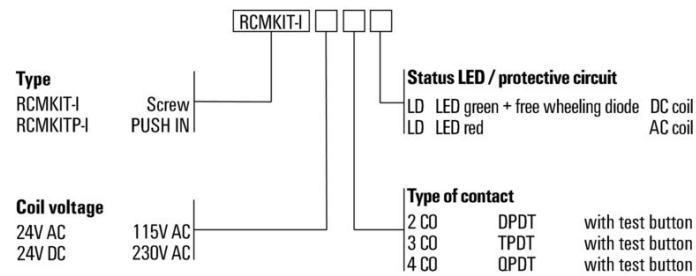 RCMKIT-I
Type
RCMKIT-I Screw
RCMKITP-I PUSH IN
Status LED / protective circuit
LD LED green + free wheeling diode DC coil
LD LED red AC coil
Coil voltage
24V AC 115V AC
24V DC 230V AC
Type of contact
2 CO DPDT with test button
3 CO TPDT with test button
4 CO QPDT with test button